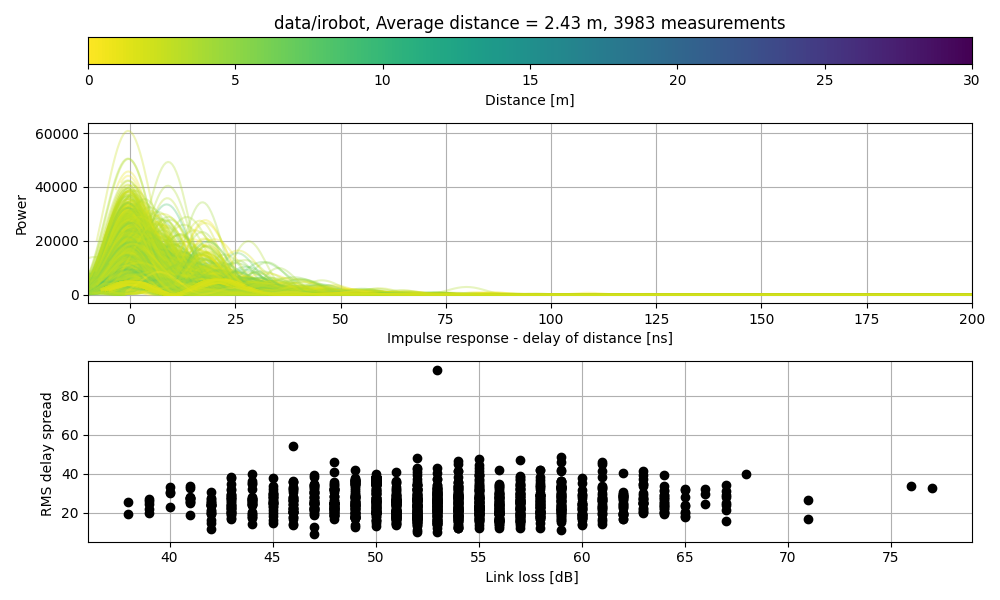 data/irobot, Average distance = 2.43 m, 3983 measurements
0 5 10 15 20 25 30
Distance [m]
60000
40000
20000
0
Power
0 25 50 75 100 125 150 175 200
Impulse response - delay of distance [ns]
80
60
40
20
RMS delay spread
40 45 50 55 60 65 70 75
Link loss [dB]